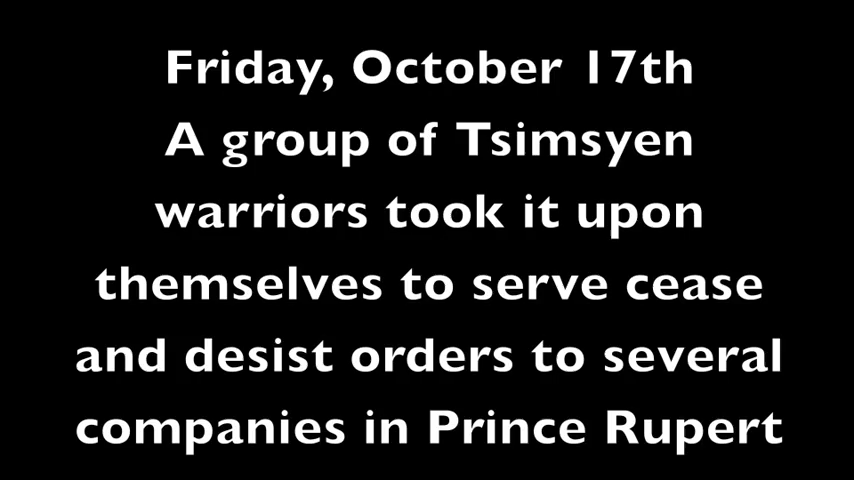 Friday, October 17th
A group of Tsimsyen
warriors took it upon
themselves to serve cease
and desist orders to several
companies in Prince Rupert